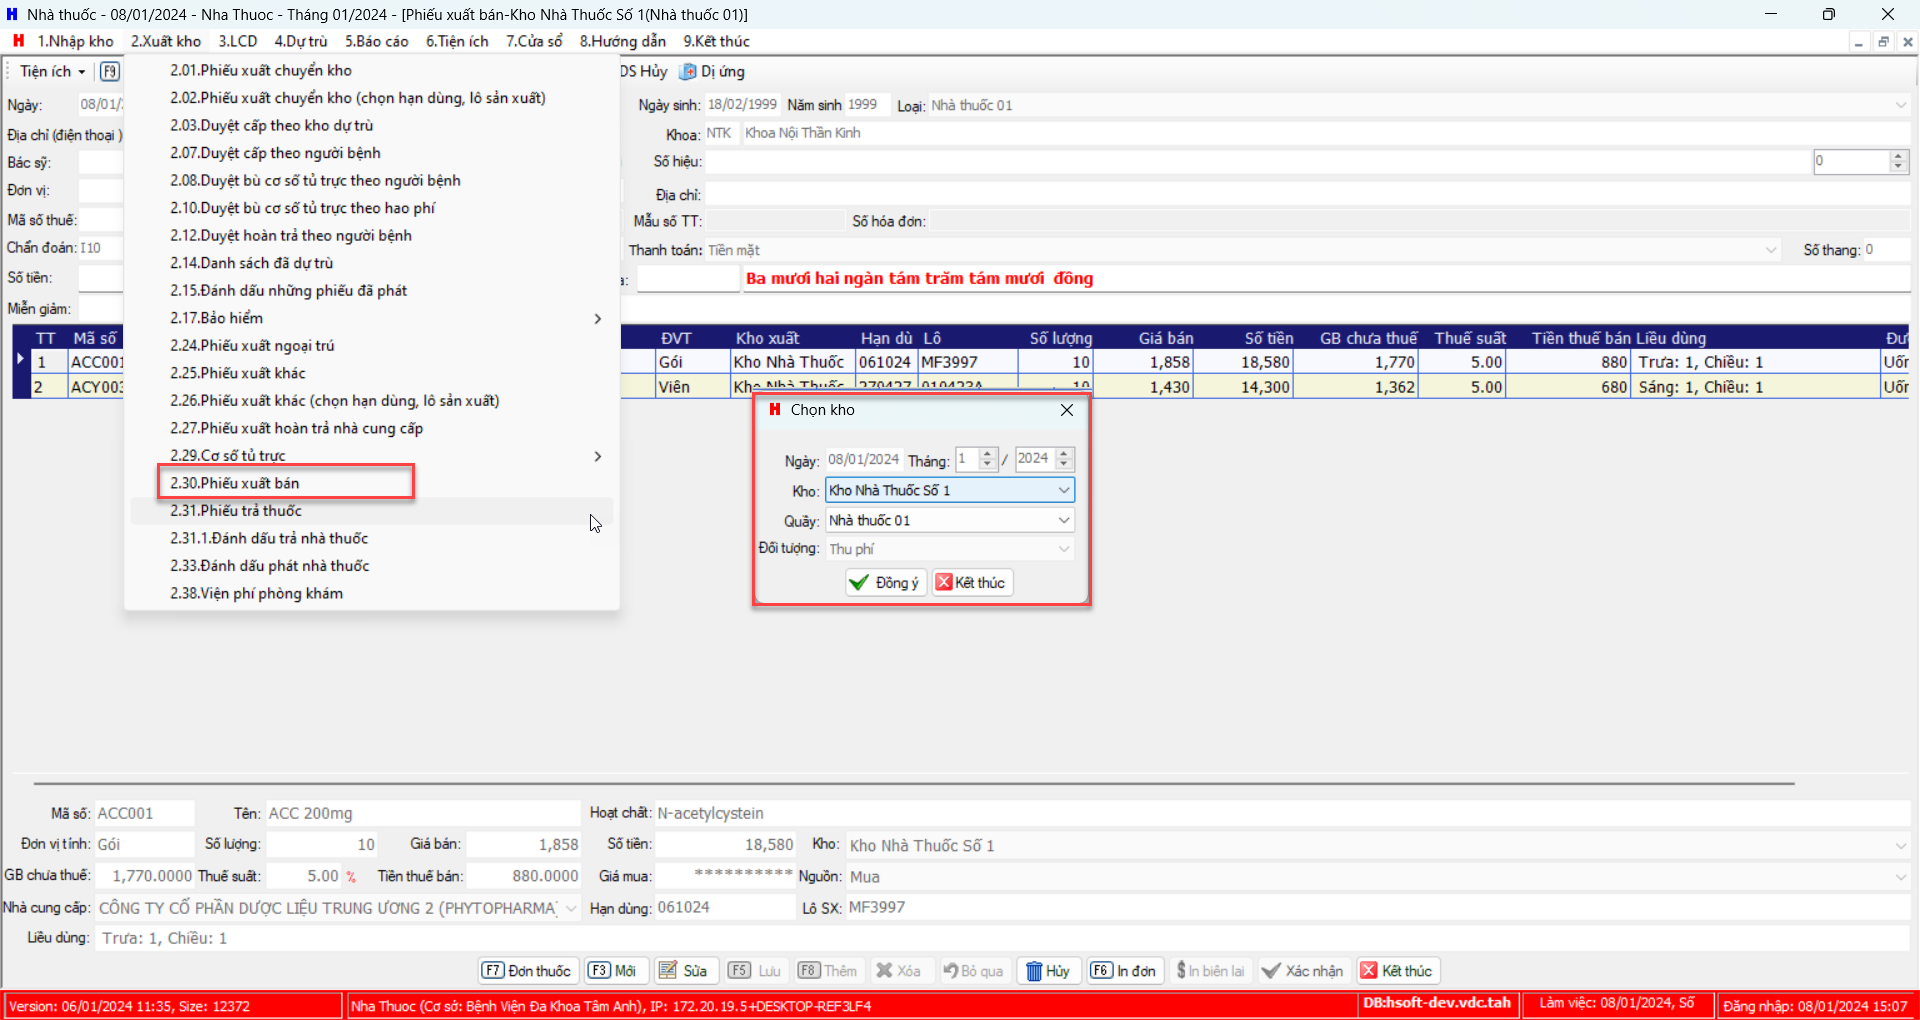 Nhà thuốc - 08/01/2024 - Nha Thuoc - Tháng 01/2024 - [Phiếu xuất bán-Kho Nhà Thuốc Số 1(Nhà thuốc 01)]
1.Nhập kho 2.Xuất kho 3.LCD 4.Dự trù 5.Báo cáo 6.Tiện ích 7.Cửa sổ 8.Hướng dẫn 9.Kết thúc
Tiện ích F9 DS Hủy Dị ứng
2.01.Phiếu xuất chuyển kho
2.02.Phiếu xuất chuyển kho (chọn hạn dùng, lô sản xuất)
2.03.Duyệt cấp theo kho dự trù
2.07.Duyệt cấp theo người bệnh
2.08.Duyệt bù cơ số tủ trực theo người bệnh
2.10.Duyệt bù cơ số tủ trực theo hao phí
2.12.Duyệt hoàn trả theo người bệnh
2.14.Danh sách đã dự trù
2.15.Đánh dấu những phiếu đã phát
2.17.Bảo hiểm
2.24.Phiếu xuất ngoại trú
2.25.Phiếu xuất khác
2.26.Phiếu xuất khác (chọn hạn dùng, lô sản xuất)
2.27.Phiếu xuất hoàn trả nhà cung cấp
2.29.Cơ số tủ trực
2.30.Phiếu xuất bán
2.31.Phiếu trả thuốc
2.31.1.Đánh dấu trả nhà thuốc
2.33.Đánh dấu phát nhà thuốc
2.38.Viện phí phòng khám
Ngày: 08/01/ Ngày sinh: 18/02/1999 Năm sinh 1999 Loại: Nhà thuốc 01
Địa chỉ (điện thoại ) Khoa: NTK Khoa Nội Thần Kinh
Bác sỹ: Số hiệu: 0
Đơn vị: Địa chỉ:
Mã số thuế: Mẫu số TT: Số hóa đơn:
Chẩn đoán: I10 Thanh toán: Tiền mặt Số thang: 0
Số tiền: a: Ba mươi hai ngàn tám trăm tám mươi đồng
Miễn giảm:
TT Mã số ĐVT Kho xuất Hạn dù Lô Số lượng Giá bán Số tiền GB chưa thuế Thuế suất Tiền thuế bán Liều dùng Đư
1 ACC001 Gói Kho Nhà Thuốc 061024 MF3997 10 1,858 18,580 1,770 5.00 880 Trưa: 1, Chiều: 1 Uốn
2 ACY003 Viên Kho Nhà Thuốc 270427 010423A 10 1,430 14,300 1,362 5.00 680 Sáng: 1, Chiều: 1 Uốn
Chọn kho
Ngày: 08/01/2024 Tháng: 1 / 2024
Kho: Kho Nhà Thuốc Số 1
Quầy: Nhà thuốc 01
Đối tượng: Thu phí
Đồng ý Kết thúc
Mã số: ACC001 Tên: ACC 200mg Hoạt chất: N-acetylcystein
Đơn vị tính: Gói Số lượng: 10 Giá bán: 1,858 Số tiền: 18,580 Kho: Kho Nhà Thuốc Số 1
GB chưa thuế: 1,770.0000 Thuế suất: 5.00 % Tiền thuế bán: 880.0000 Giá mua: ********** Nguồn: Mua
Nhà cung cấp: CÔNG TY CỔ PHẦN DƯỢC LIỆU TRUNG ƯƠNG 2 (PHYTOPHARMA) Hạn dùng: 061024 Lô SX: MF3997
Liều dùng: Trưa: 1, Chiều: 1
F7 Đơn thuốc F3 Mới Sửa F5 Lưu F8 Thêm Xóa Bỏ qua Hủy F6 In đơn In biên lai Xác nhận Kết thúc
Version: 06/01/2024 11:35, Size: 12372 Nha Thuoc (Cơ sở: Bệnh Viện Đa Khoa Tâm Anh), IP: 172.20.19.5+DESKTOP-REF3LF4 DB:hsoft-dev.vdc.tah Làm việc: 08/01/2024, Số Đăng nhập: 08/01/2024 15:07